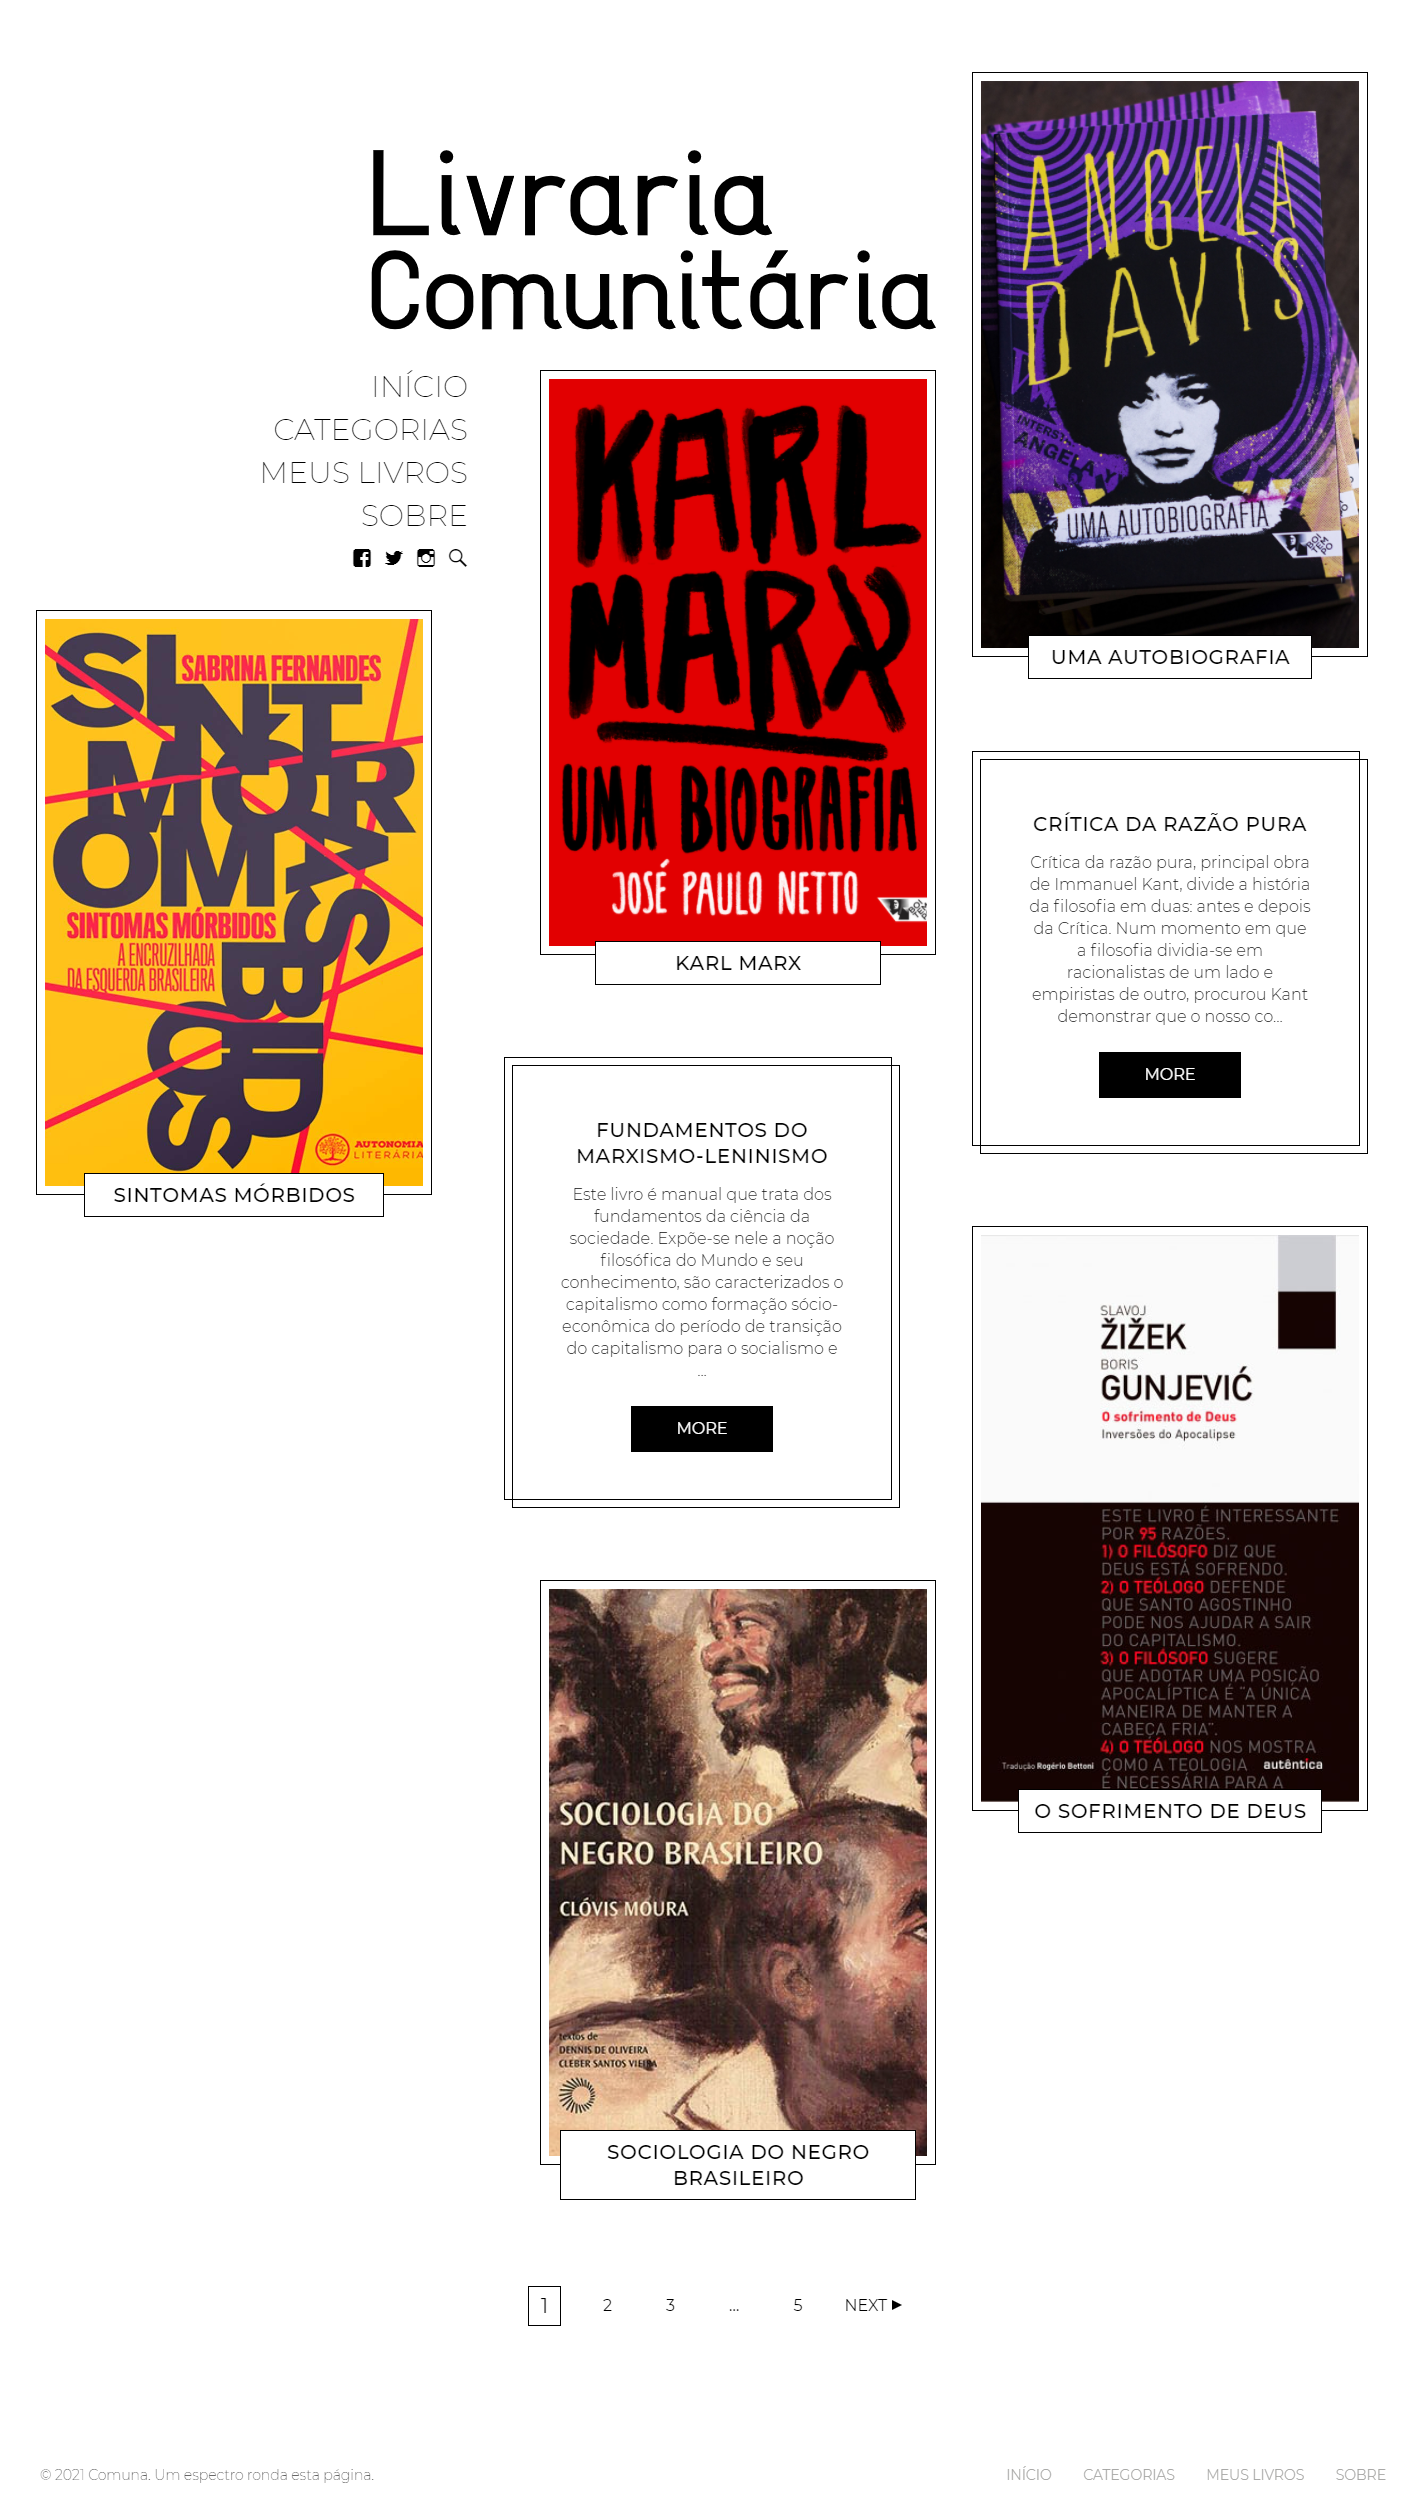 Livraria
Comunitária
INÍCIO
CATEGORIAS
MEUS LIVROS
SOBRE
ANGELA
DAVIS
ANGELA Y
UMA AUTOBIOGRAFIA
UMA AUTOBIOGRAFIA
KARL
MARX
UMA BIOGRAFIA
JOSÉ PAULO NETTO
KARL MARX
SABRINA FERNANDES
SINTOMAS MÓRBIDOS
SINTOMAS MÓRBIDOS
A ENCRUZILHADA
DA ESQUERDA BRASILEIRA
AUTONOMIA
LITERÁRIA
SINTOMAS MÓRBIDOS
CRÍTICA DA RAZÃO PURA
Crítica da razão pura, principal obra
de Immanuel Kant, divide a história
da filosofia em duas: antes e depois
da Crítica. Num momento em que
a filosofia dividia-se em
racionalistas de um lado e
empiristas de outro, procurou Kant
demonstrar que o nosso co...
MORE
FUNDAMENTOS DO
MARXISMO-LENINISMO
Este livro é manual que trata dos
fundamentos da ciência da
sociedade. Expõe-se nele a noção
filosófica do Mundo e seu
conhecimento, são caracterizados o
capitalismo como formação sócio-
econômica do período de transição
do capitalismo para o socialismo e
...
MORE
SLAVOJ
ŽIŽEK
BORIS
GUNJEVIĆ
O sofrimento de Deus
Inversões do Apocalipse
ESTE LIVRO É INTERESSANTE
POR 95 RAZÕES.
1) O FILÓSOFO DIZ QUE
DEUS ESTÁ SOFRENDO.
2) O TEÓLOGO DEFENDE
QUE SANTO AGOSTINHO
PODE NOS AJUDAR A SAIR
DO CAPITALISMO.
3) O FILÓSOFO SUGERE
QUE ADOTAR UMA POSIÇÃO
APOCALÍPTICA É "A ÚNICA
MANEIRA DE MANTER A
CABEÇA FRIA".
4) O TEÓLOGO NOS MOSTRA
COMO A TEOLOGIA
É NECESSÁRIA PARA A
Tradução Rogério Bettoni
autêntica
O SOFRIMENTO DE DEUS
SOCIOLOGIA DO
NEGRO BRASILEIRO
CLÓVIS MOURA
textos de
DENNIS DE OLIVEIRA
CLEBER SANTOS VIEIRA
SOCIOLOGIA DO NEGRO
BRASILEIRO
1 2 3 ... 5 NEXT
© 2021 Comuna. Um espectro ronda esta página.
INÍCIO CATEGORIAS MEUS LIVROS SOBRE